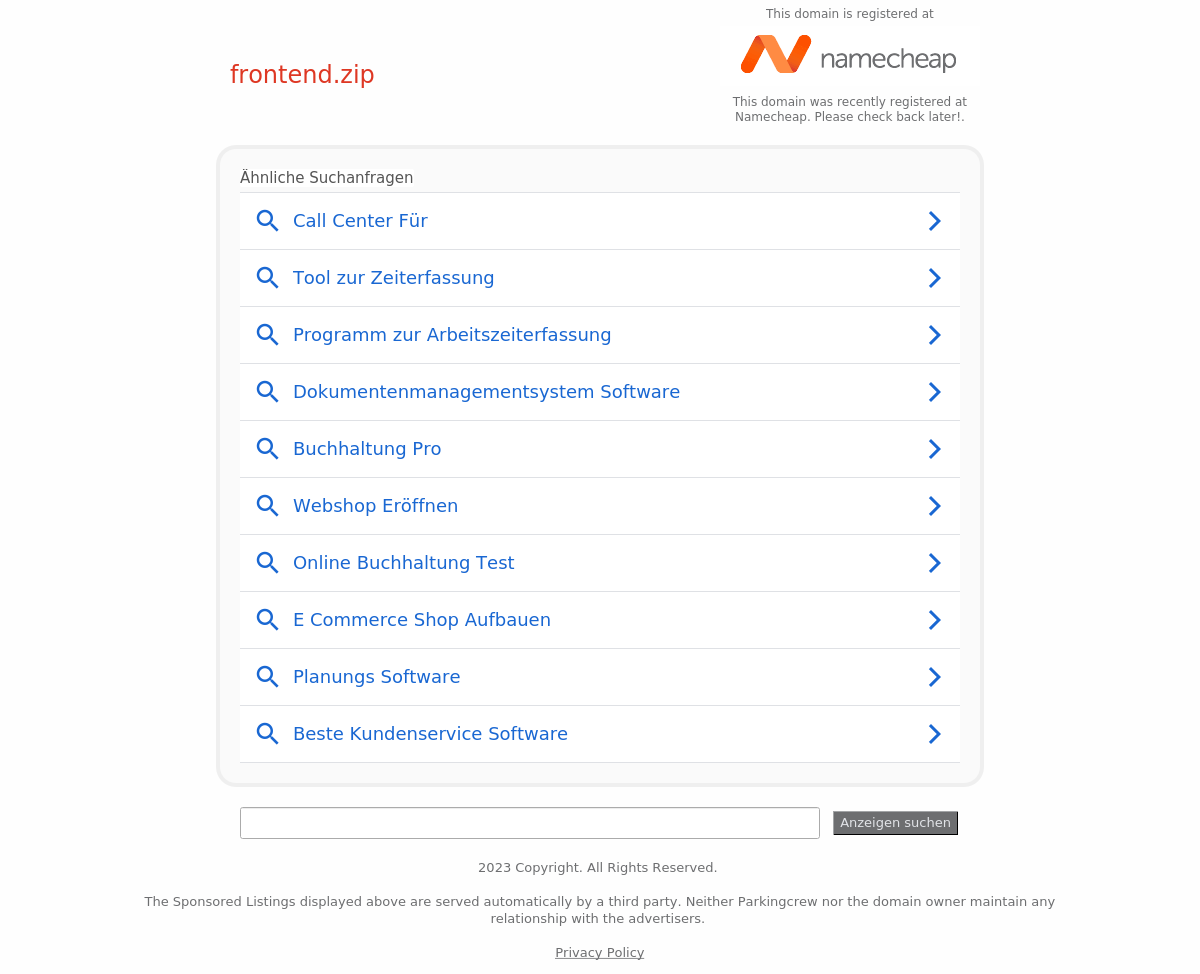 This domain is registered at
namecheap
frontend.zip
This domain was recently registered at
Namecheap. Please check back later!.
Ähnliche Suchanfragen
Call Center Für
Tool zur Zeiterfassung
Programm zur Arbeitszeiterfassung
Dokumentenmanagementsystem Software
Buchhaltung Pro
Webshop Eröffnen
Online Buchhaltung Test
E Commerce Shop Aufbauen
Planungs Software
Beste Kundenservice Software
Anzeigen suchen
2023 Copyright. All Rights Reserved.
The Sponsored Listings displayed above are served automatically by a third party. Neither Parkingcrew nor the domain owner maintain any
relationship with the advertisers.
Privacy Policy